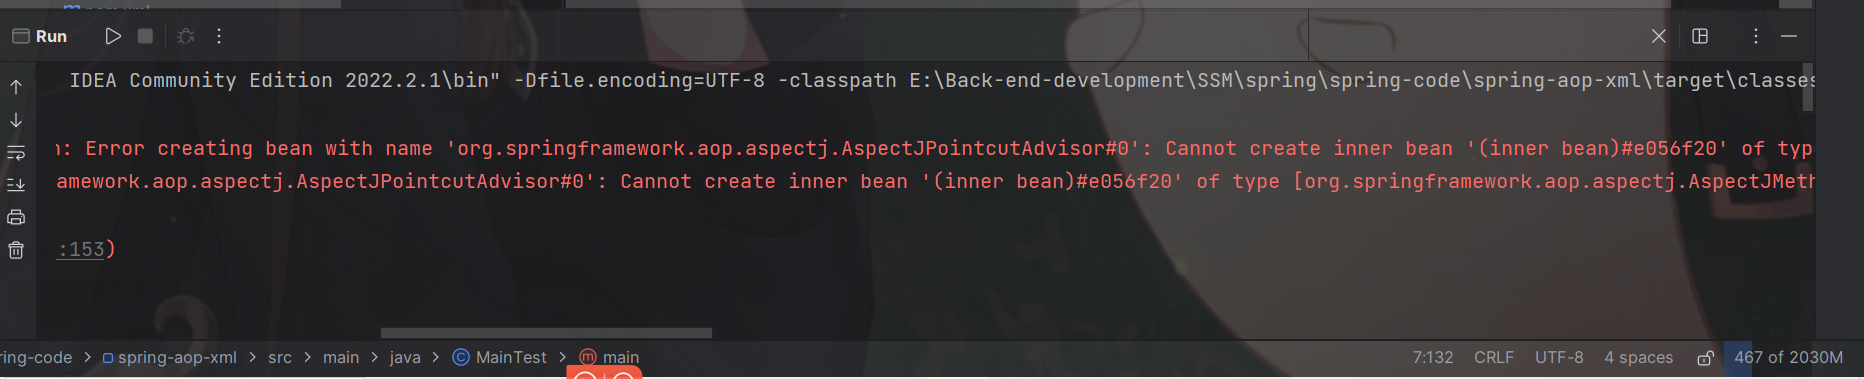 Run
IDEA Community Edition 2022.2.1\bin" -Dfile.encoding=UTF-8 -classpath E:\Back-end-development\SSM\spring\spring-code\spring-aop-xml\target\classes
: Error creating bean with name 'org.springframework.aop.aspectj.AspectJPointcutAdvisor#0': Cannot create inner bean '(inner bean)#e056f20' of typ
amework.aop.aspectj.AspectJPointcutAdvisor#0': Cannot create inner bean '(inner bean)#e056f20' of type [org.springframework.aop.aspectj.AspectJMeth
:153)
ring-code > spring-aop-xml > src > main > java > MainTest > main 7:132 CRLF UTF-8 4 spaces 467 of 2030M